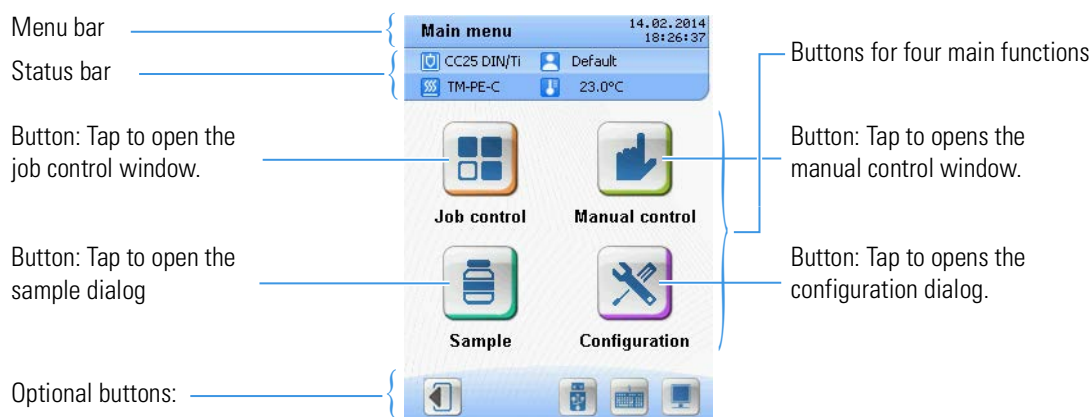 Menu bar
Main menu
14.02.2014
18:26:37
Status bar
CC25 DIN/Ti
Default
TM-PE-C
23.0°C
Buttons for four main functions
Button: Tap to open the
job control window.
Button: Tap to opens the
manual control window.
Job control
Manual control
Button: Tap to open the
sample dialog
Button: Tap to opens the
configuration dialog.
Sample
Configuration
Optional buttons: